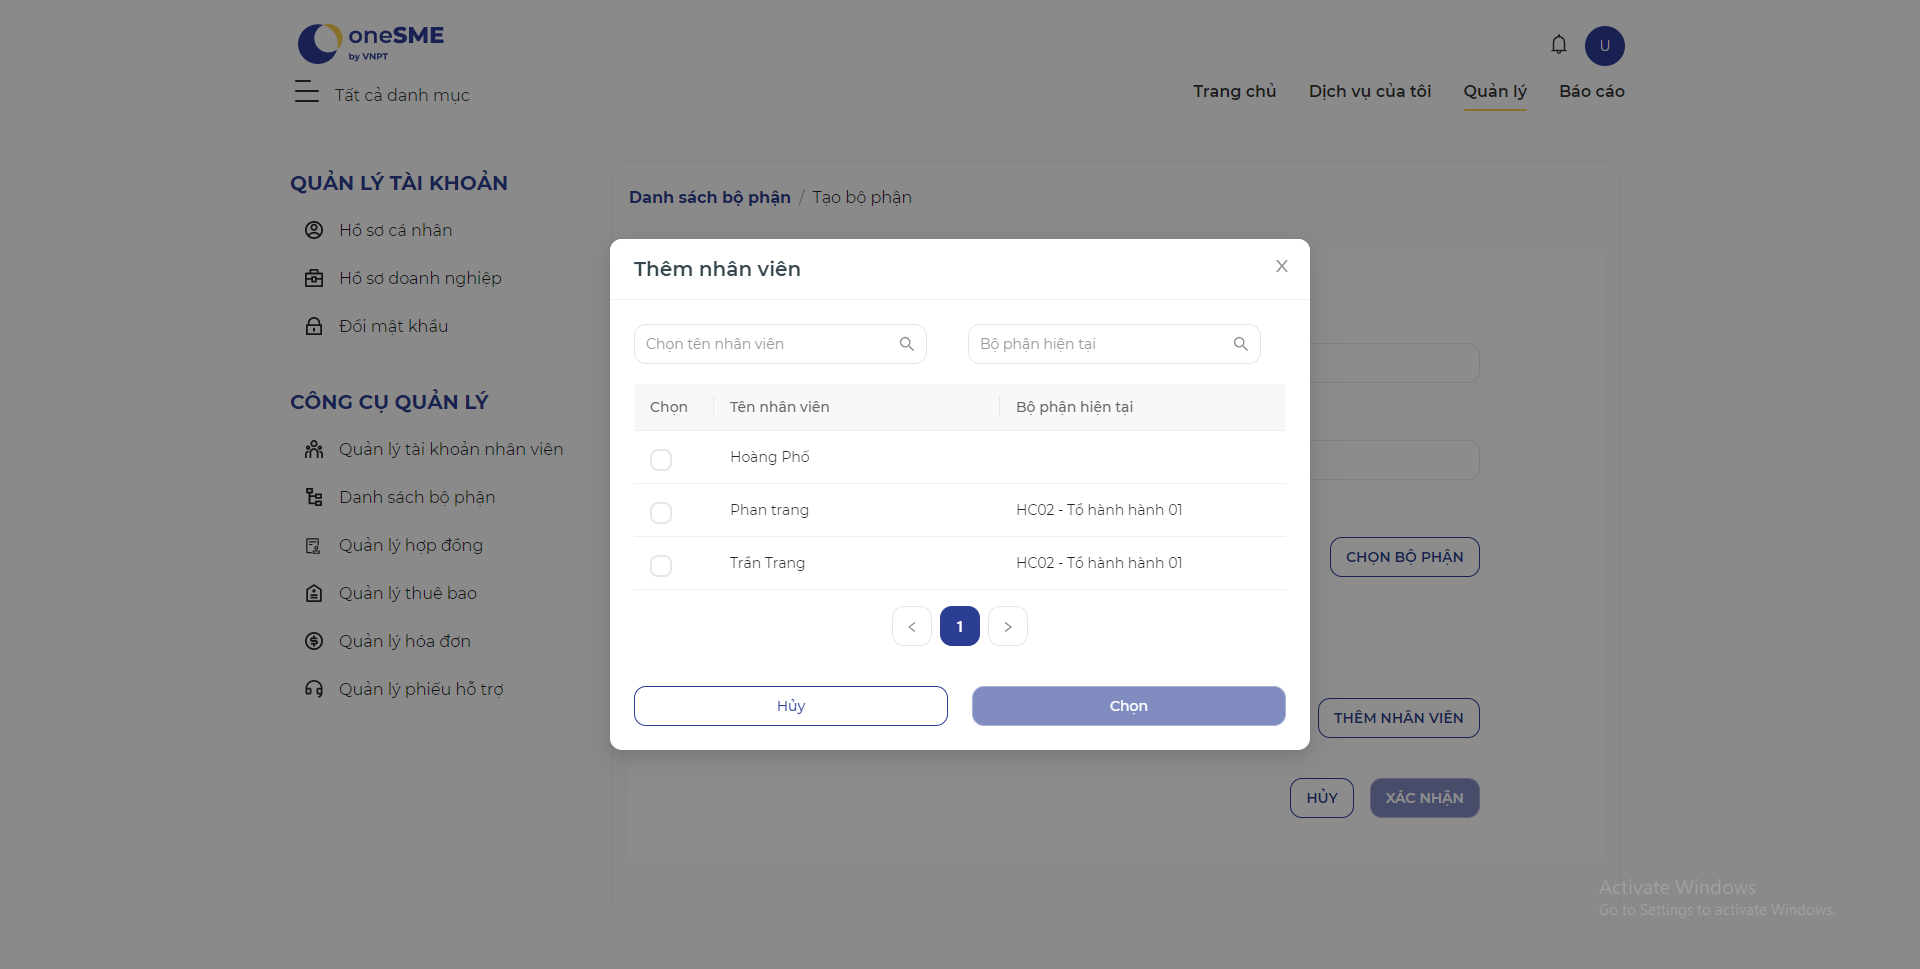 oneSME
by VNPT
U
Tất cả danh mục
Trang chủ
Dịch vụ của tôi
Quản lý
Báo cáo
QUẢN LÝ TÀI KHOẢN
Hồ sơ cá nhân
Hồ sơ doanh nghiệp
Đổi mật khẩu
CÔNG CỤ QUẢN LÝ
Quản lý tài khoản nhân viên
Danh sách bộ phận
Quản lý hợp đồng
Quản lý thuê bao
Quản lý hóa đơn
Quản lý phiếu hỗ trợ
Danh sách bộ phận / Tạo bộ phận
Thêm nhân viên
X
Chọn tên nhân viên
Bộ phận hiện tại
Chọn
Tên nhân viên
Bộ phận hiện tại
Hoàng Phố
Phan trang
HC02 - Tổ hành hành 01
Trần Trang
HC02 - Tổ hành hành 01
< 1 >
Hủy
Chọn
CHỌN BỘ PHẬN
THÊM NHÂN VIÊN
HỦY
XÁC NHẬN
Activate Windows
Go to Settings to activate Windows.